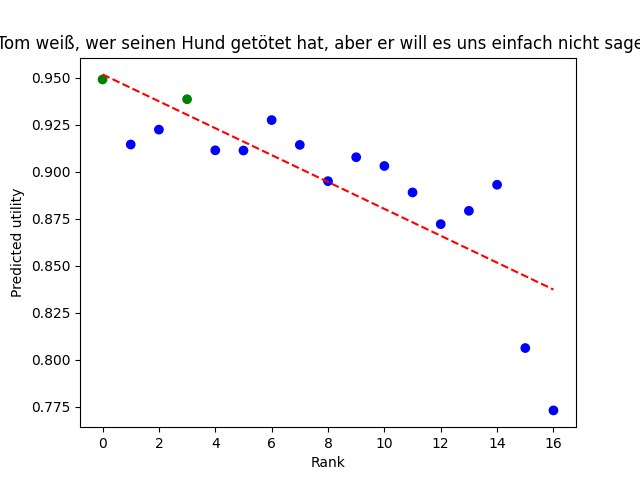 Tom weiß, wer seinen Hund getötet hat, aber er will es uns einfach nicht sage
0.950
0.925
0.900
0.875
0.850
0.825
0.800
0.775
Predicted utility
0 2 4 6 8 10 12 14 16
Rank